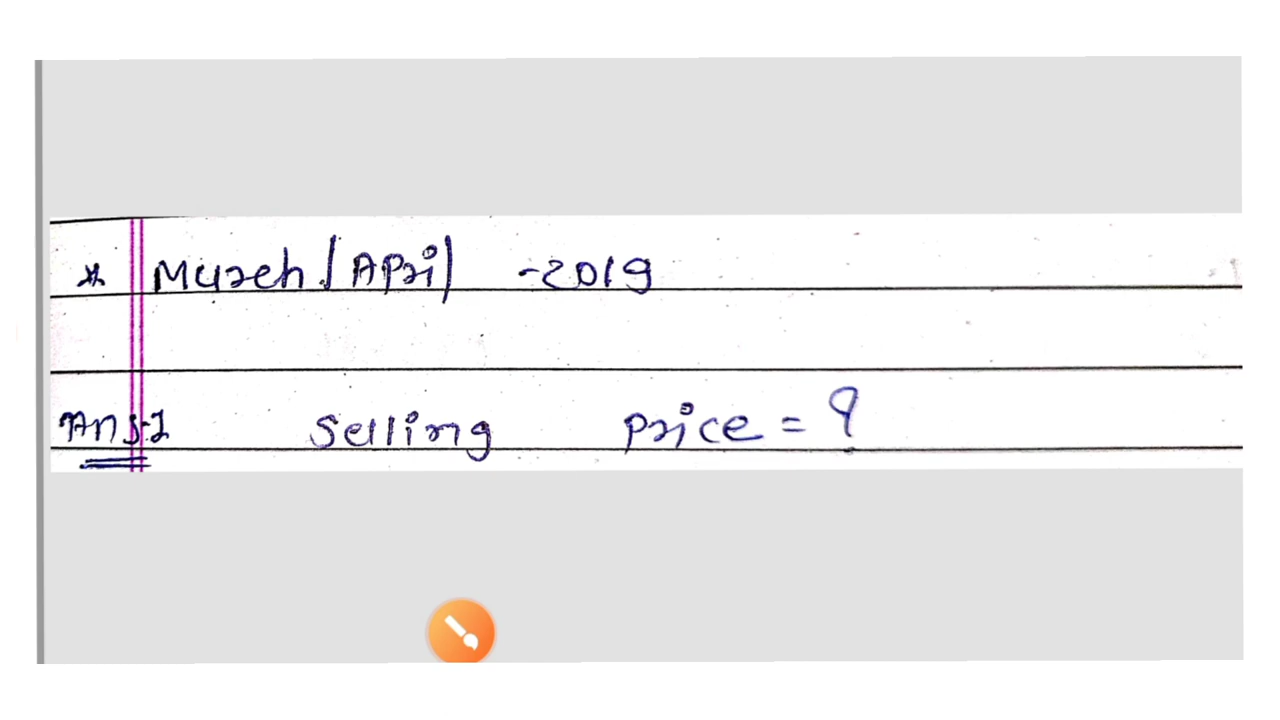 * March / April - 2019
Ans-1 Selling Price = ?